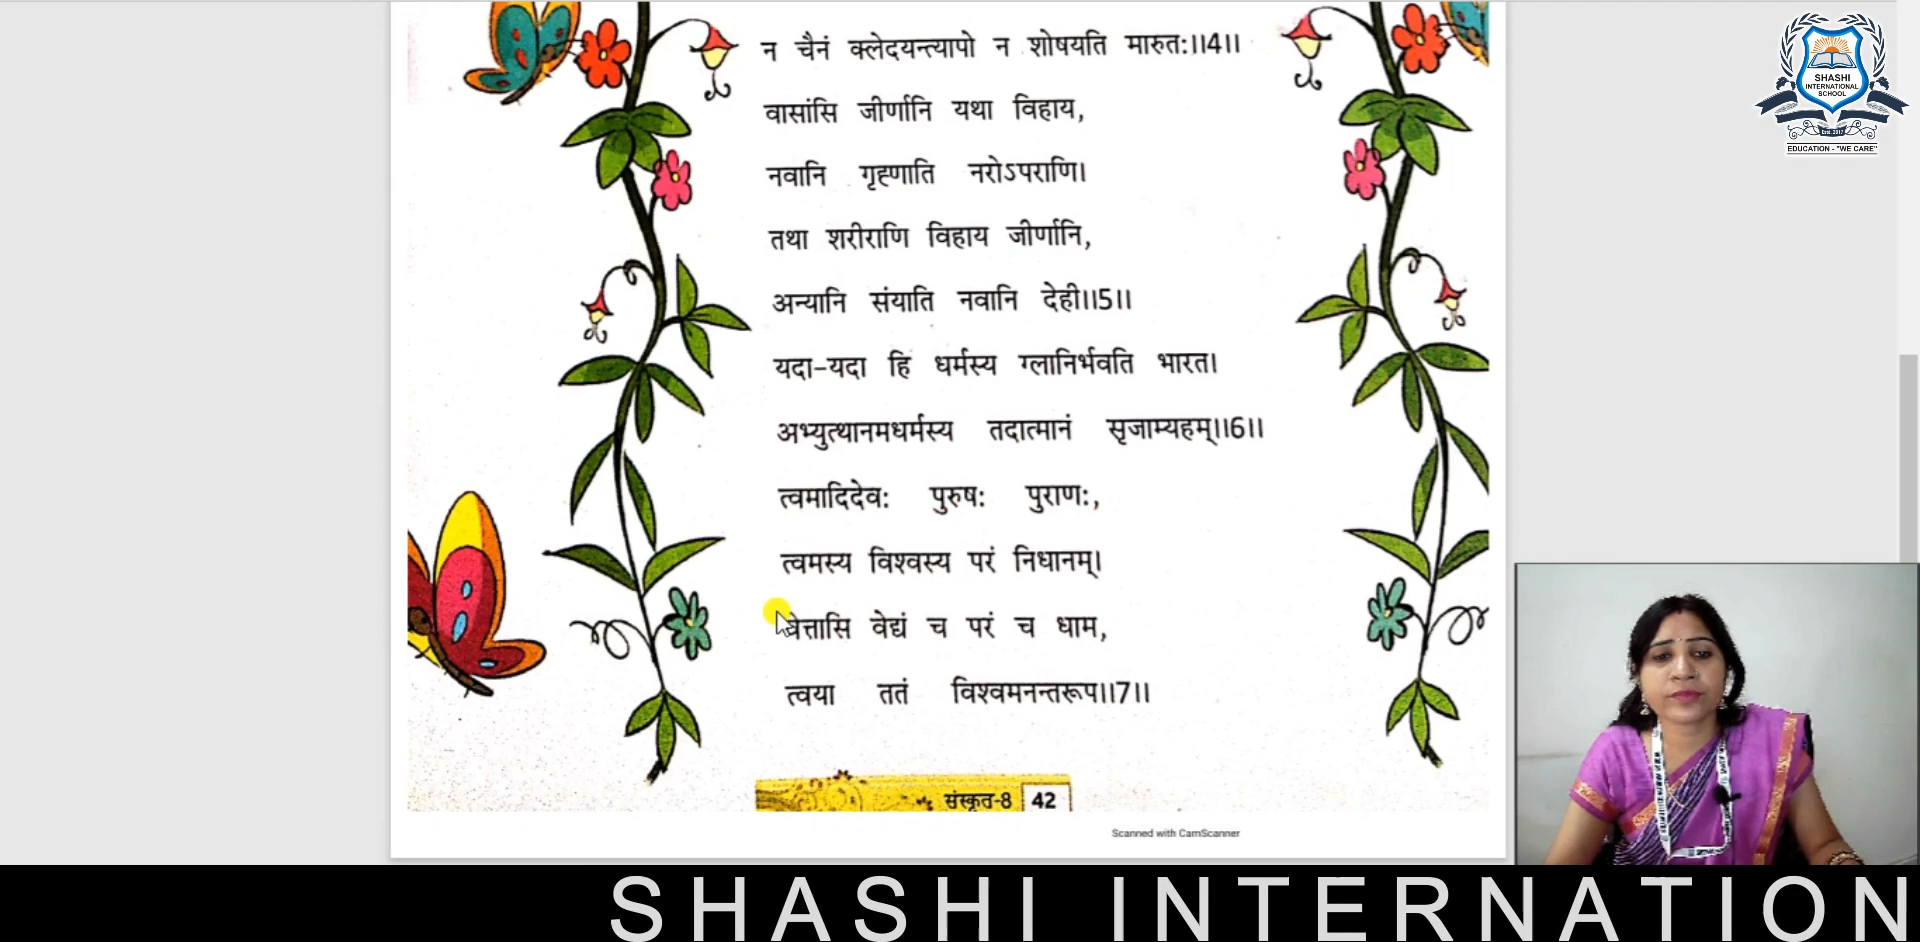 न चैनं क्लेदयन्त्यापो न शोषयति मारुतः।।4।।
वासांसि जीर्णानि यथा विहाय,
नवानि गृह्णाति नरोऽपराणि।
तथा शरीराणि विहाय जीर्णानि,
अन्यानि संयाति नवानि देही।।5।।
यदा-यदा हि धर्मस्य ग्लानिर्भवति भारत।
अभ्युत्थानमधर्मस्य तदात्मानं सृजाम्यहम्।।6।।
त्वमादिदेवः पुरुषः पुराणः,
त्वमस्य विश्वस्य परं निधानम्।
वेत्तासि वेद्यं च परं च धाम,
त्वया ततं विश्वमनन्तरूप।।7।।
संस्कृत-8 42
Scanned with CamScanner
SHASHI
INTERNATIONAL
SCHOOL
Estd. 2017
EDUCATION - "WE CARE"
SHASHI INTERNATION